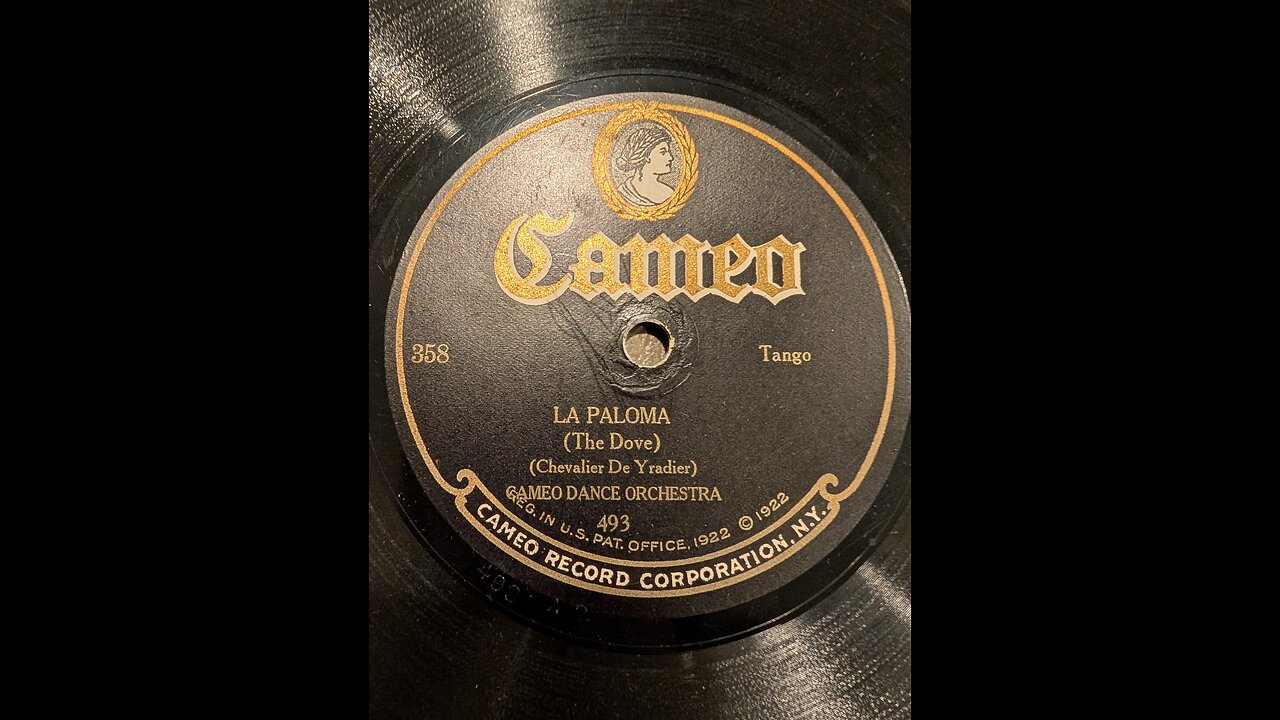 Cameo
358
Tango
LA PALOMA
(The Dove)
(Chevalier De Yradier)
CAMEO DANCE ORCHESTRA
493
REG. IN U.S. PAT. OFFICE, 1922 © 1922
CAMEO RECORD CORPORATION, N.Y.